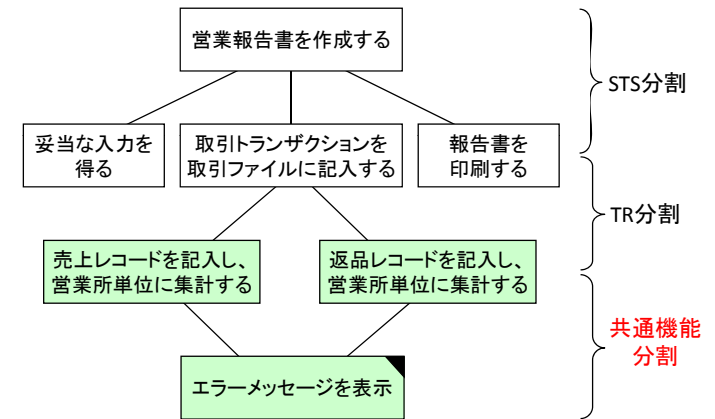 営業報告書を作成する
STS分割
妥当な入力を
得る
取引トランザクションを
取引ファイルに記入する
報告書を
印刷する
TR分割
売上レコードを記入し、
営業所単位に集計する
返品レコードを記入し、
営業所単位に集計する
共通機能
分割
エラーメッセージを表示